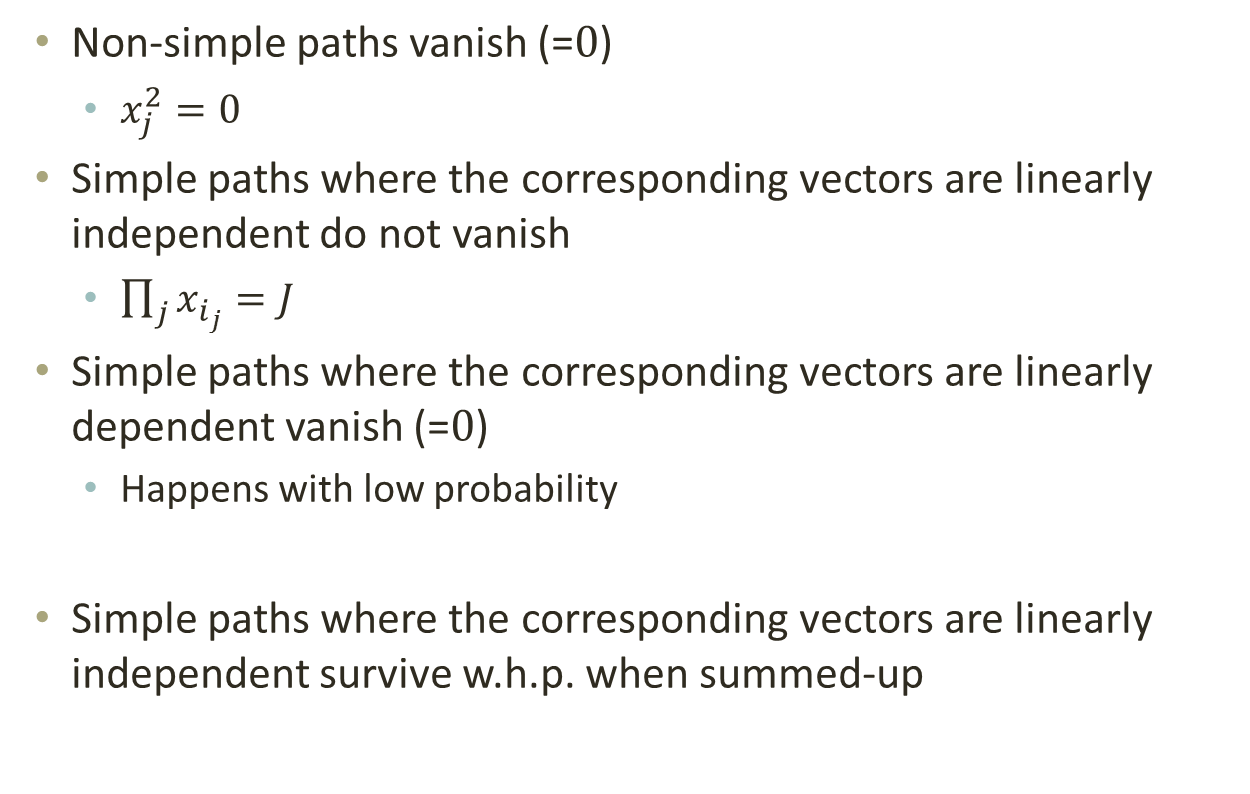 • Non-simple paths vanish (=0)
• x_j^2 = 0
• Simple paths where the corresponding vectors are linearly
independent do not vanish
• ∏_j x_{i_j} = J
• Simple paths where the corresponding vectors are linearly
dependent vanish (=0)
• Happens with low probability
• Simple paths where the corresponding vectors are linearly
independent survive w.h.p. when summed-up